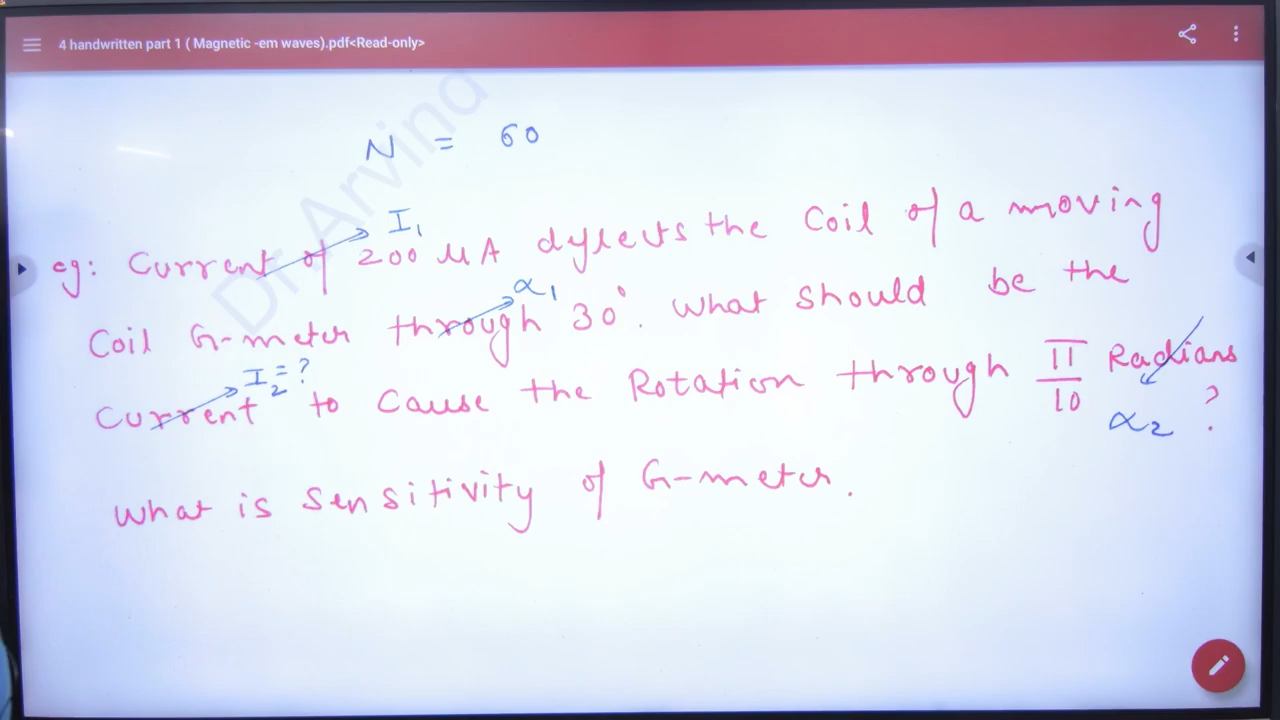 4 handwritten part 1 ( Magnetic -em waves).pdf<Read-only>
Dr Arvind
N = 60
I₁
eg: Current of 200 μA deflects the Coil of a moving
α₁
Coil G-meter through 30°. What should be the
I₂ = ?
Current to Cause the Rotation through π/10 Radians ?
α₂
What is Sensitivity of G-meter.